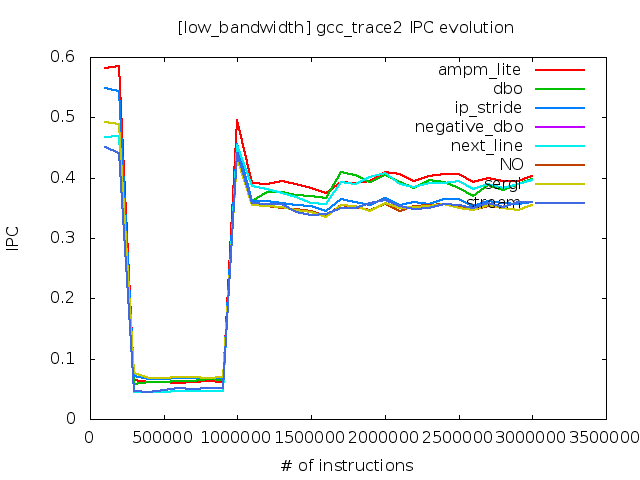 [low_bandwidth] gcc_trace2 IPC evolution
0.6
0.5
0.4
0.3
0.2
0.1
0
IPC
ampm_lite
dbo
ip_stride
negative_dbo
next_line
NO
sergi
stream
0 500000 1000000 1500000 2000000 2500000 3000000 3500000
# of instructions